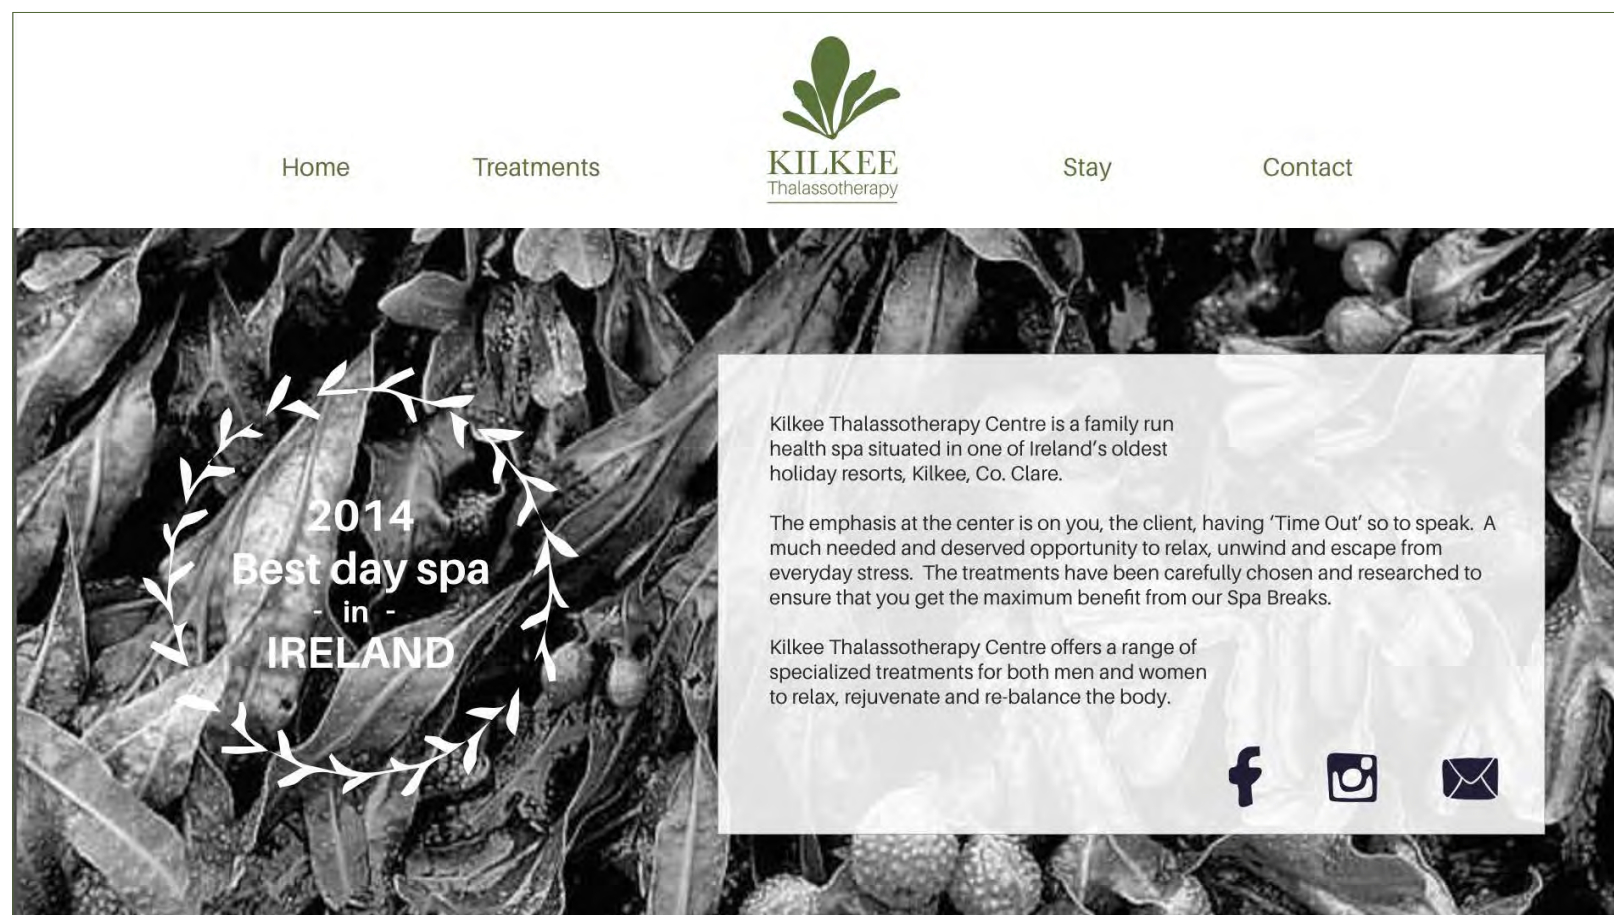 Home
Treatments
KILKEE
Thalassotherapy
Stay
Contact
2014
Best day spa
- in -
IRELAND
Kilkee Thalassotherapy Centre is a family run
health spa situated in one of Ireland’s oldest
holiday resorts, Kilkee, Co. Clare.
The emphasis at the center is on you, the client, having ‘Time Out’ so to speak.  A
much needed and deserved opportunity to relax, unwind and escape from
everyday stress.  The treatments have been carefully chosen and researched to
ensure that you get the maximum benefit from our Spa Breaks.
Kilkee Thalassotherapy Centre offers a range of
specialized treatments for both men and women
to relax, rejuvenate and re-balance the body.